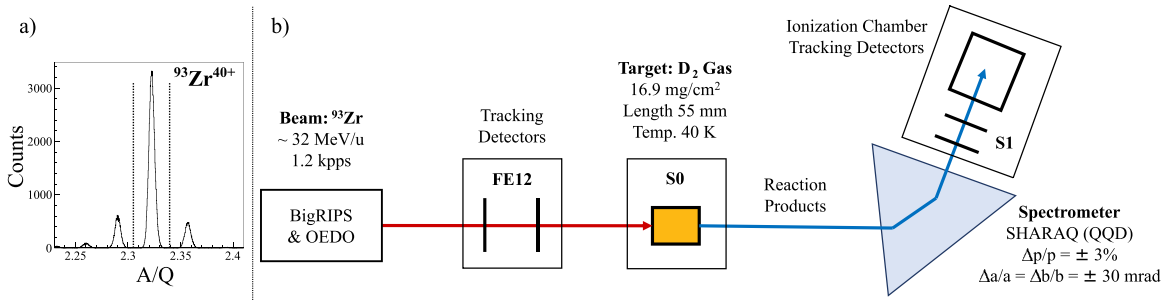 a)
93Zr40+
3000
2000
1000
0
Counts
2.25
2.3
2.35
2.4
A/Q
b)
Beam: 93Zr
~ 32 MeV/u
1.2 kpps
BigRIPS
& OEDO
Tracking
Detectors
FE12
Target: D2 Gas
16.9 mg/cm2
Length 55 mm
Temp. 40 K
S0
Reaction
Products
Ionization Chamber
Tracking Detectors
S1
Spectrometer
SHARAQ (QQD)
Δp/p = ± 3%
Δa/a = Δb/b = ± 30 mrad